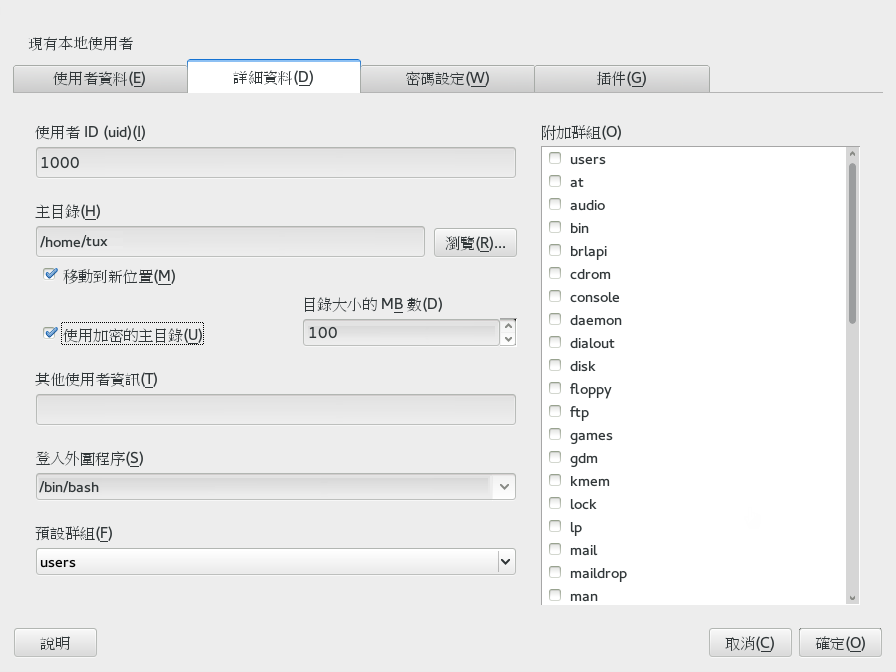 現有本地使用者
使用者資料(E)
詳細資料(D)
密碼設定(W)
插件(G)
使用者 ID (uid)(I)
1000
主目錄(H)
/home/tux
瀏覽(R)...
移動到新位置(M)
目錄大小的 MB 數(D)
使用加密的主目錄(U)
100
其他使用者資訊(T)
登入外圍程序(S)
/bin/bash
預設群組(F)
users
附加群組(O)
users
at
audio
bin
brlapi
cdrom
console
daemon
dialout
disk
floppy
ftp
games
gdm
kmem
lock
lp
mail
maildrop
man
說明
取消(C)
確定(O)